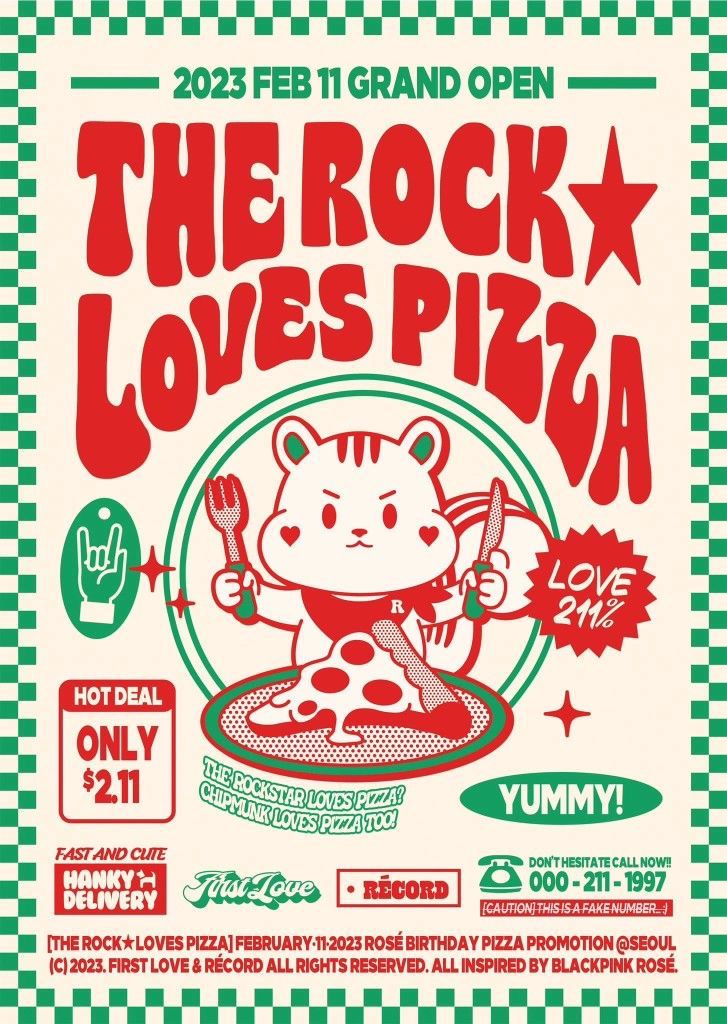 2023 FEB 11 GRAND OPEN
THE ROCK★
LOVES PIZZA
R
LOVE
211%
HOT DEAL
ONLY
$2.11
THE ROCKSTAR LOVES PIZZA?
CHIPMUNK LOVES PIZZA TOO!
YUMMY!
FAST AND CUTE
HANKY
DELIVERY
First Love
• RÉCORD
DON'T HESITATE CALL NOW!!
000 - 211 - 1997
[CAUTION] THIS IS A FAKE NUMBER... :)
[THE ROCK★LOVES PIZZA] FEBRUARY·11·2023 ROSÉ BIRTHDAY PIZZA PROMOTION @SEOUL
(C) 2023. FIRST LOVE & RÉCORD ALL RIGHTS RESERVED. ALL INSPIRED BY BLACKPINK ROSÉ.